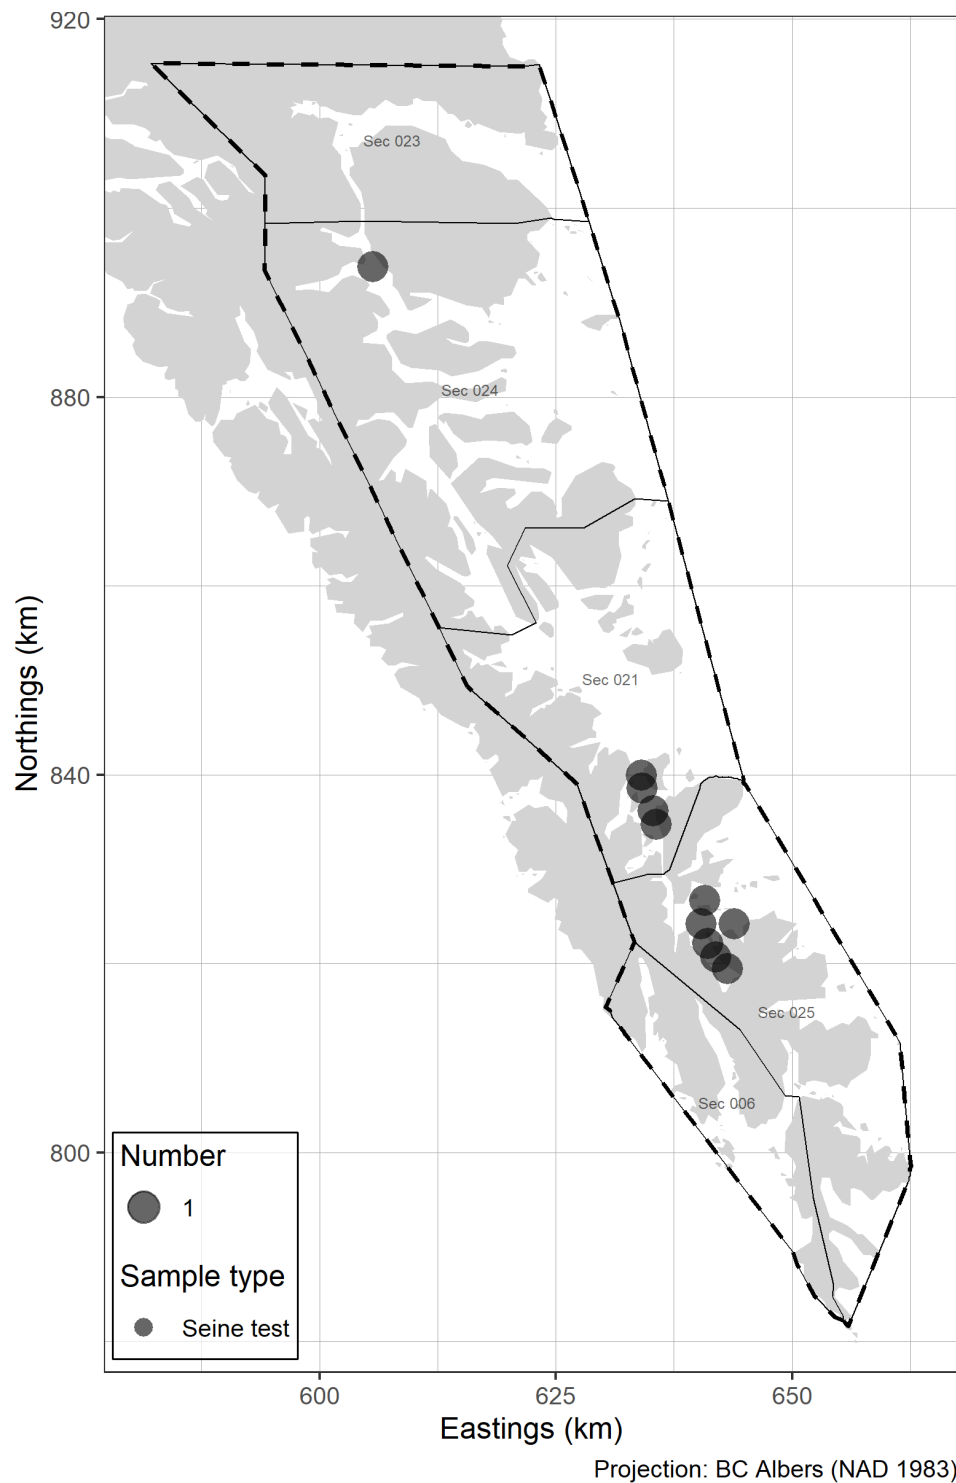 920
Sec 023
Sec 024
880
Sec 021
840
Sec 025
Sec 006
800
Number
1
Sample type
Seine test
600
625
650
Northings (km)
Eastings (km)
Projection: BC Albers (NAD 1983)